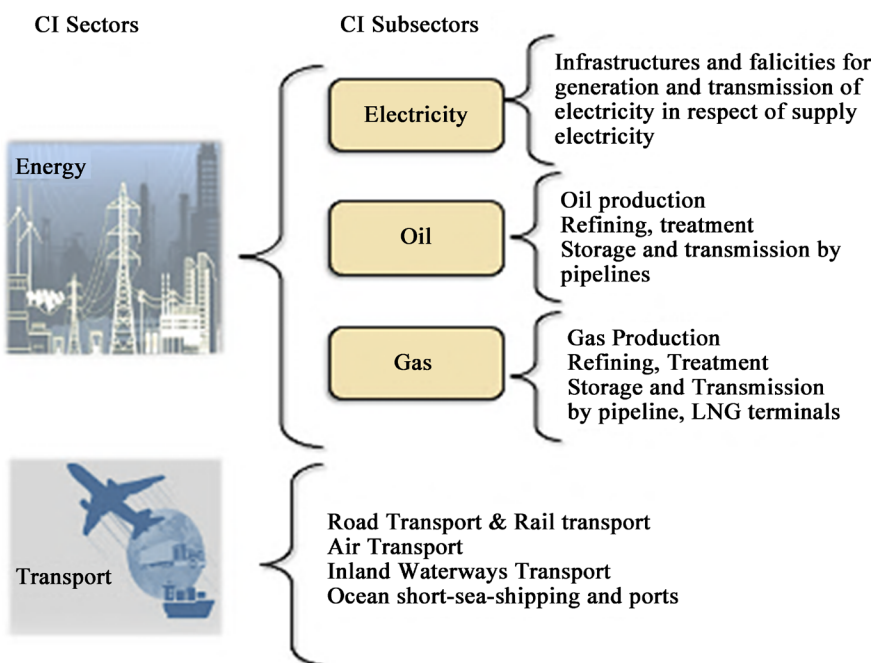 CI Sectors
CI Subsectors
Energy
Electricity
Infrastructures and falicities for
generation and transmission of
electricity in respect of supply
electricity
Oil
Oil production
Refining, treatment
Storage and transmission by
pipelines
Gas
Gas Production
Refining, Treatment
Storage and Transmission
by pipeline, LNG terminals
Transport
Road Transport & Rail transport
Air Transport
Inland Waterways Transport
Ocean short-sea-shipping and ports